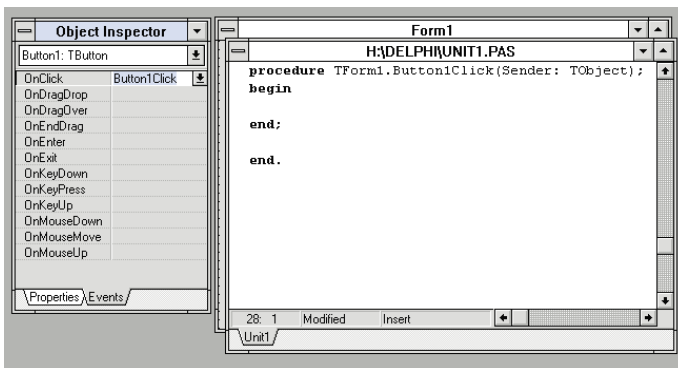 Object Inspector
Button1: TButton
OnClick Button1Click
OnDragDrop
OnDragOver
OnEndDrag
OnEnter
OnExit
OnKeyDown
OnKeyPress
OnKeyUp
OnMouseDown
OnMouseMove
OnMouseUp
Properties Events
Form1
H:\DELPHI\UNIT1.PAS
procedure TForm1.Button1Click(Sender: TObject);
begin
end;
end.
28: 1 Modified Insert
Unit1